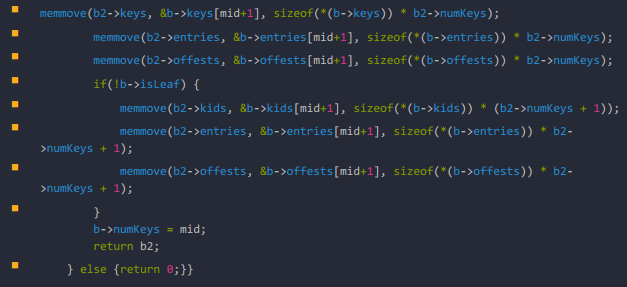 memmove(b2->keys, &b->keys[mid+1], sizeof(*(b->keys)) * b2->numKeys);
memmove(b2->entries, &b->entries[mid+1], sizeof(*(b->entries)) * b2->numKeys);
memmove(b2->offests, &b->offests[mid+1], sizeof(*(b->offests)) * b2->numKeys);
if(!b->isLeaf) {
memmove(b2->kids, &b->kids[mid+1], sizeof(*(b->kids)) * (b2->numKeys + 1));
memmove(b2->entries, &b->entries[mid+1], sizeof(*(b->entries)) * b2-
>numKeys + 1);
memmove(b2->offests, &b->offests[mid+1], sizeof(*(b->offests)) * b2-
>numKeys + 1);
}
b->numKeys = mid;
return b2;
} else {return 0;}}